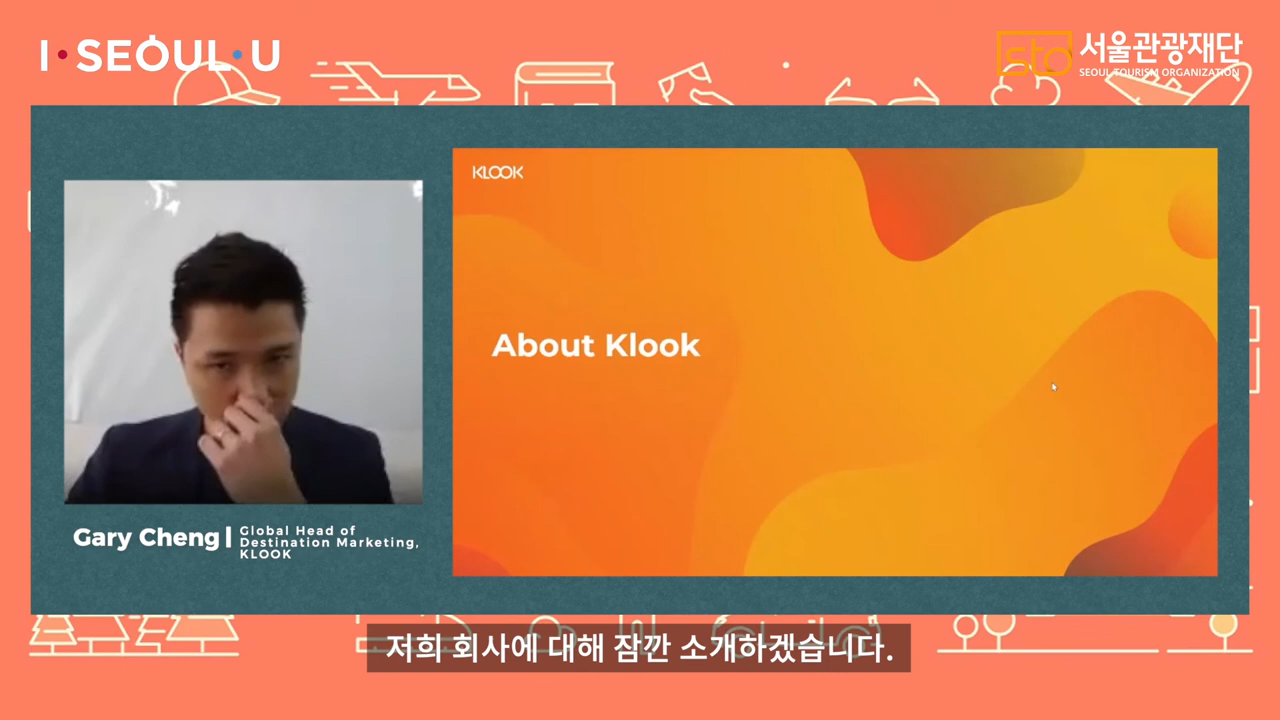 I·SEOUL·U
sto 서울관광재단
SEOUL TOURISM ORGANIZATION
KLOOK
About Klook
Gary Cheng | Global Head of
Destination Marketing,
KLOOK
저희 회사에 대해 잠깐 소개하겠습니다.